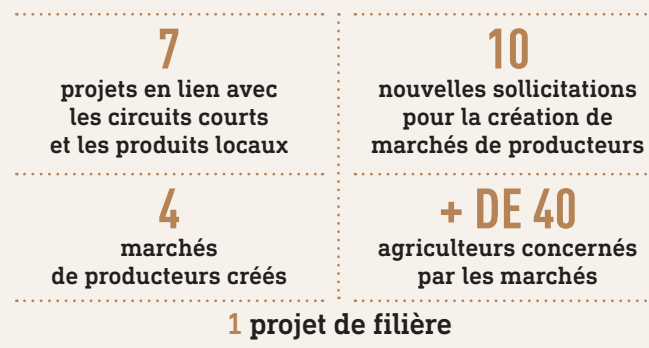 7
projets en lien avec
les circuits courts
et les produits locaux
10
nouvelles sollicitations
pour la création de
marchés de producteurs
4
marchés
de producteurs créés
+ DE 40
agriculteurs concernés
par les marchés
1 projet de filière